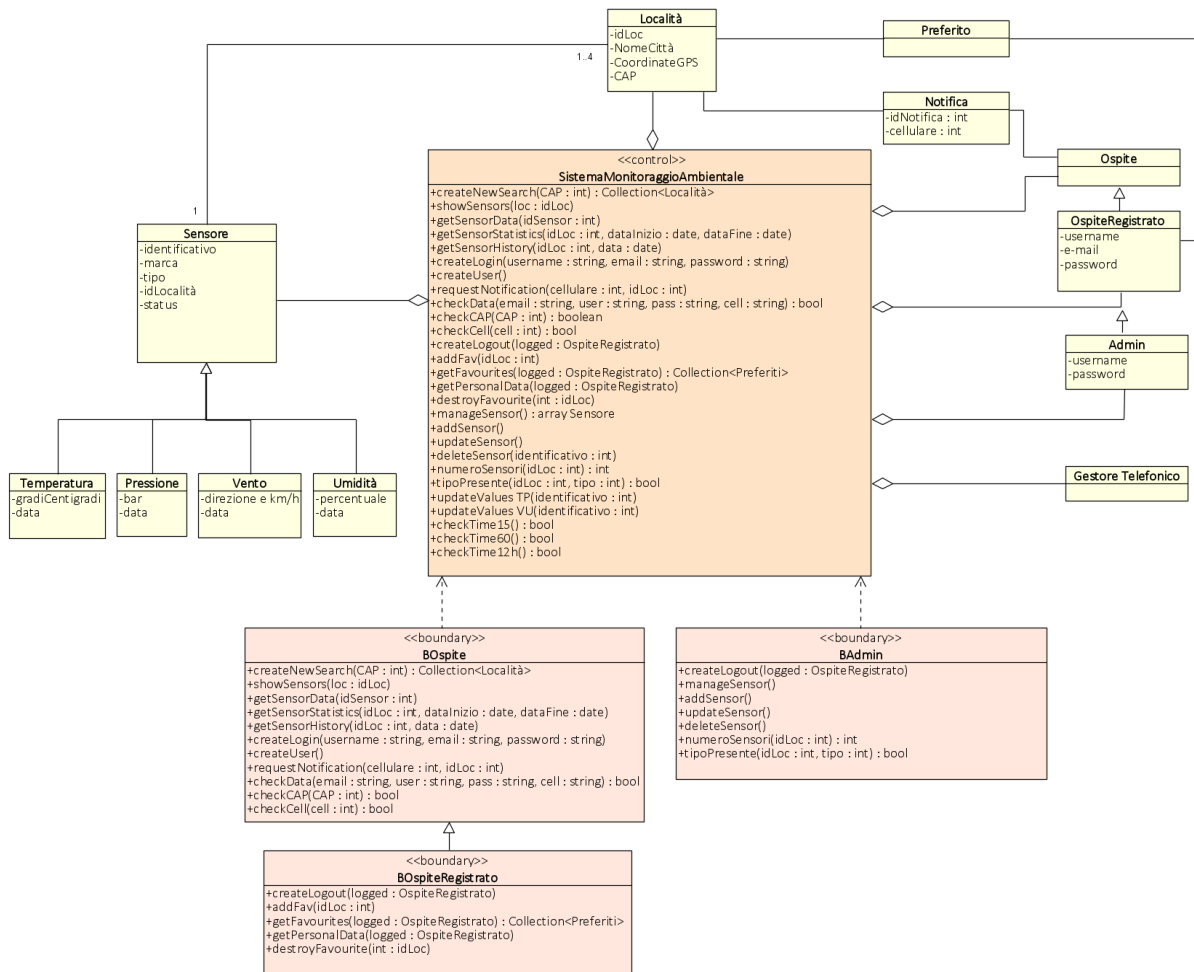 Località
-idLoc
-NomeCittà
-CoordinateGPS
-CAP
1..4
1
Preferito
Notifica
-idNotifica : int
-cellulare : int
Ospite
OspiteRegistrato
-username
-e-mail
-password
Admin
-username
-password
Gestore Telefonico
Sensore
-identificativo
-marca
-tipo
-idLocalità
-status
Temperatura
-gradiCentigradi
-data
Pressione
-bar
-data
Vento
-direzione e km/h
-data
Umidità
-percentuale
-data
<<control>>
SistemaMonitoraggioAmbientale
+createNewSearch(CAP : int) : Collection<Località>
+showSensors(loc : idLoc)
+getSensorData(idSensor : int)
+getSensorStatistics(idLoc : int, dataInizio : date, dataFine : date)
+getSensorHistory(idLoc : int, data : date)
+createLogin(username : string, email : string, password : string)
+createUser()
+requestNotification(cellulare : int, idLoc : int)
+checkData(email : string, user : string, pass : string, cell : string) : bool
+checkCAP(CAP : int) : boolean
+checkCell(cell : int) : bool
+createLogout(logged : OspiteRegistrato)
+addFav(idLoc : int)
+getFavourites(logged : OspiteRegistrato) : Collection<Preferiti>
+getPersonalData(logged : OspiteRegistrato)
+destroyFavourite(int : idLoc)
+manageSensor() : array Sensore
+addSensor()
+updateSensor()
+deleteSensor(identificativo : int)
+numeroSensori(idLoc : int) : int
+tipoPresente(idLoc : int, tipo : int) : bool
+updateValues TP(identificativo : int)
+updateValues VU(identificativo : int)
+checkTime15() : bool
+checkTime60() : bool
+checkTime12h() : bool
<<boundary>>
BOspite
+createNewSearch(CAP : int) : Collection<Località>
+showSensors(loc : idLoc)
+getSensorData(idSensor : int)
+getSensorStatistics(idLoc : int, dataInizio : date, dataFine : date)
+getSensorHistory(idLoc : int, data : date)
+createLogin(username : string, email : string, password : string)
+createUser()
+requestNotification(cellulare : int, idLoc : int)
+checkData(email : string, user : string, pass : string, cell : string) : bool
+checkCAP(CAP : int) : bool
+checkCell(cell : int) : bool
<<boundary>>
BAdmin
+createLogout(logged : OspiteRegistrato)
+manageSensor()
+addSensor()
+updateSensor()
+deleteSensor()
+numeroSensori(idLoc : int) : int
+tipoPresente(idLoc : int, tipo : int) : bool
<<boundary>>
BOspiteRegistrato
+createLogout(logged : OspiteRegistrato)
+addFav(idLoc : int)
+getFavourites(logged : OspiteRegistrato) : Collection<Preferiti>
+getPersonalData(logged : OspiteRegistrato)
+destroyFavourite(int : idLoc)